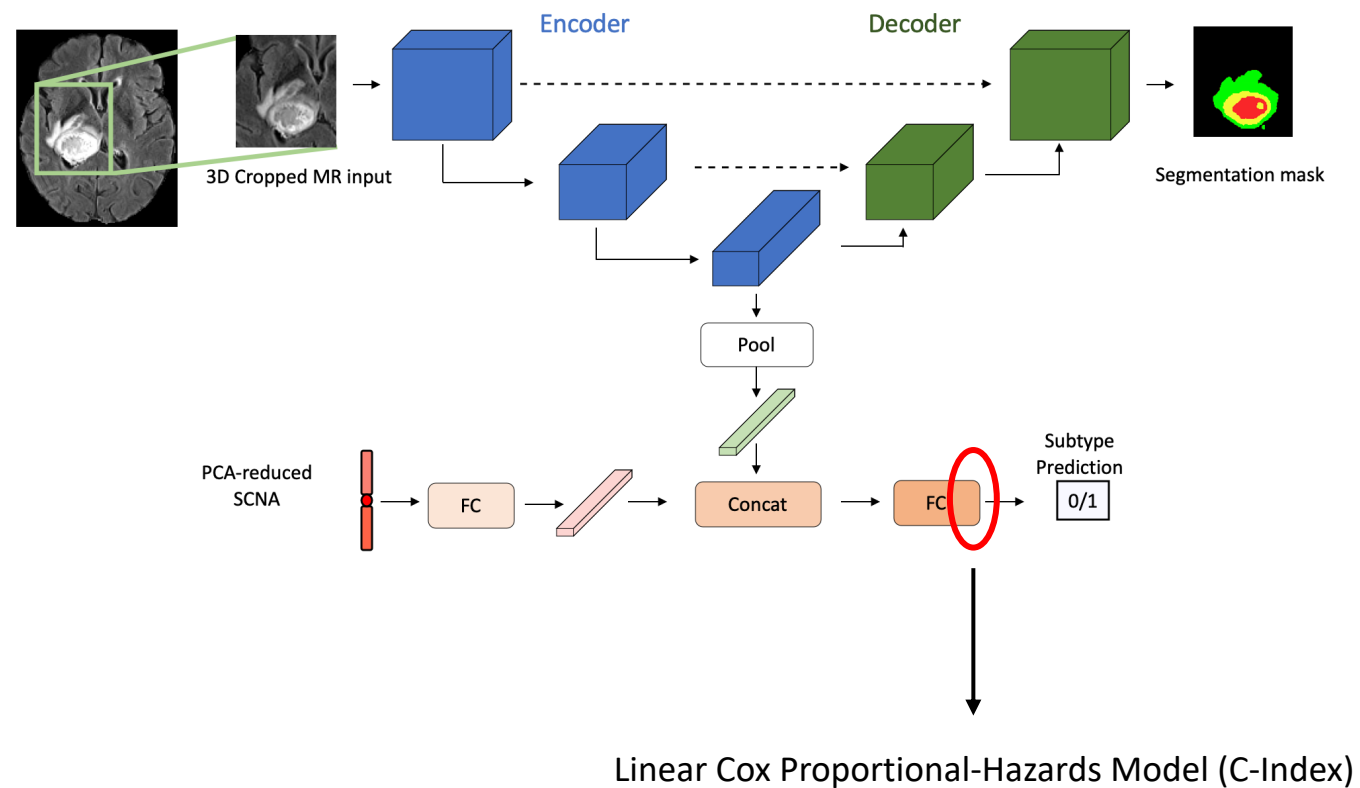 Encoder
Decoder
3D Cropped MR input
Segmentation mask
Pool
PCA-reduced
SCNA
FC
Concat
FC
Subtype
Prediction
0/1
Linear Cox Proportional-Hazards Model (C-Index)